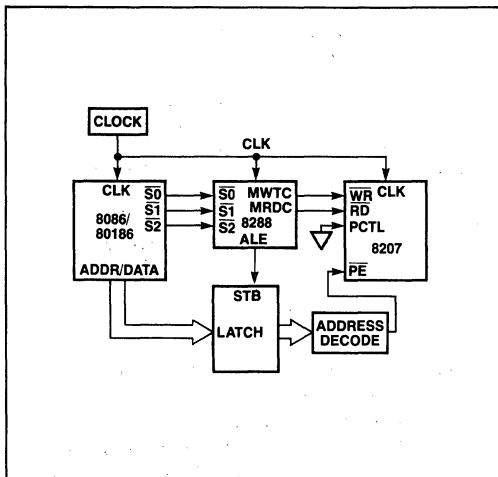 CLOCK
CLK
CLK
8086/
80186
S0
S1
S2
ADDR/DATA
S0
S1
S2
MWTC
MRDC
8288
ALE
WR
RD
PCTL
PE
CLK
8207
STB
LATCH
ADDRESS
DECODE